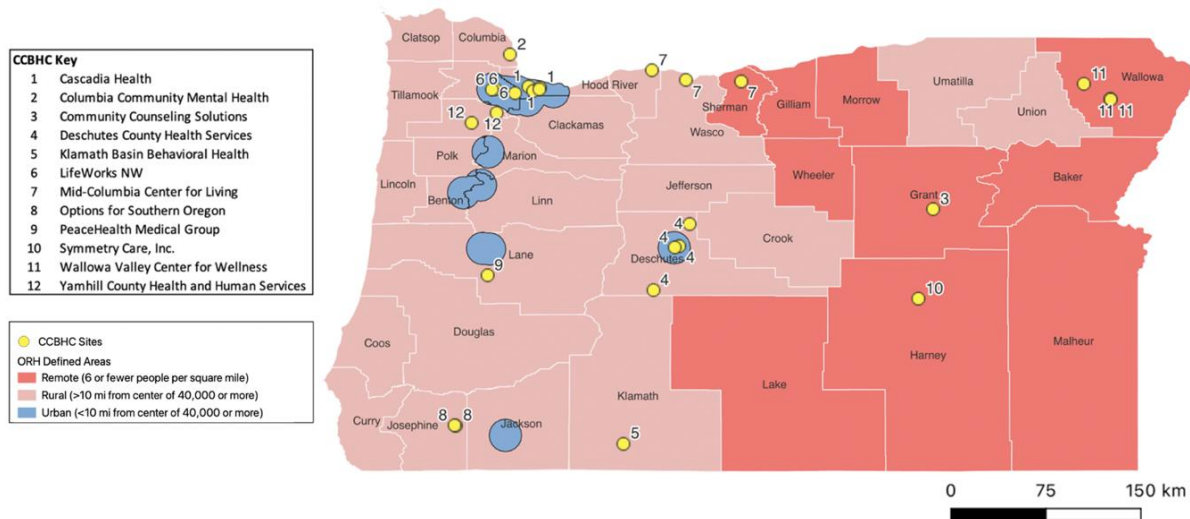 CCBHC Key
1 Cascadia Health
2 Columbia Community Mental Health
3 Community Counseling Solutions
4 Deschutes County Health Services
5 Klamath Basin Behavioral Health
6 LifeWorks NW
7 Mid-Columbia Center for Living
8 Options for Southern Oregon
9 PeaceHealth Medical Group
10 Symmetry Care, Inc.
11 Wallowa Valley Center for Wellness
12 Yamhill County Health and Human Services
CCBHC Sites
ORH Defined Areas
Remote (6 or fewer people per square mile)
Rural (>10 mi from center of 40,000 or more)
Urban (<10 mi from center of 40,000 or more)
Clatsop
Columbia
2
Tillamook
6 6
1
1
6
1
Hood River
7
7
Sherman
7
Gilliam
Morrow
Umatilla
Union
11
Wallowa
11 11
12
12
Clackamas
Wasco
Polk
Marion
Wheeler
Baker
Lincoln
Benton
Linn
Jefferson
Grant
3
4
4
Crook
Lane
Deschutes
4
9
4
10
Douglas
Coos
Harney
Malheur
Lake
Klamath
Curry
Josephine
8
8
Jackson
5
0 75 150 km